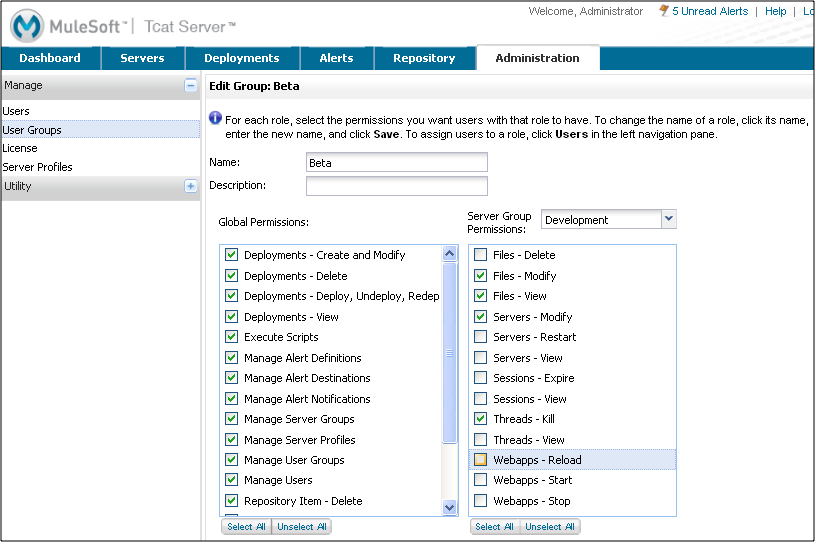 Welcome, Administrator 5 Unread Alerts | Help |
MuleSoft™ | Tcat Server™
Dashboard Servers Deployments Alerts Repository Administration
Manage
Users
User Groups
License
Server Profiles
Utility
Edit Group: Beta
For each role, select the permissions you want users with that role to have. To change the name of a role, click its name,
enter the new name, and click Save. To assign users to a role, click Users in the left navigation pane.
Name: Beta
Description:
Global Permissions:
Deployments - Create and Modify
Deployments - Delete
Deployments - Deploy, Undeploy, Redep
Deployments - View
Execute Scripts
Manage Alert Definitions
Manage Alert Destinations
Manage Alert Notifications
Manage Server Groups
Manage Server Profiles
Manage User Groups
Manage Users
Repository Item - Delete
Select All Unselect All
Server Group
Permissions: Development
Files - Delete
Files - Modify
Files - View
Servers - Modify
Servers - Restart
Servers - View
Sessions - Expire
Sessions - View
Threads - Kill
Threads - View
Webapps - Reload
Webapps - Start
Webapps - Stop
Select All Unselect All